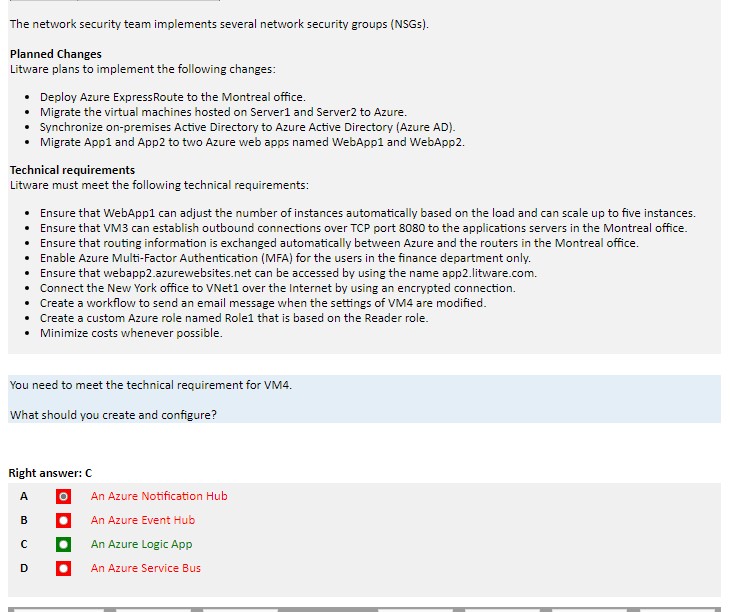 The network security team implements several network security groups (NSGs).
Planned Changes
Litware plans to implement the following changes:
• Deploy Azure ExpressRoute to the Montreal office.
• Migrate the virtual machines hosted on Server1 and Server2 to Azure.
• Synchronize on-premises Active Directory to Azure Active Directory (Azure AD).
• Migrate App1 and App2 to two Azure web apps named WebApp1 and WebApp2.
Technical requirements
Litware must meet the following technical requirements:
• Ensure that WebApp1 can adjust the number of instances automatically based on the load and can scale up to five instances.
• Ensure that VM3 can establish outbound connections over TCP port 8080 to the applications servers in the Montreal office.
• Ensure that routing information is exchanged automatically between Azure and the routers in the Montreal office.
• Enable Azure Multi-Factor Authentication (MFA) for the users in the finance department only.
• Ensure that webapp2.azurewebsites.net can be accessed by using the name app2.litware.com.
• Connect the New York office to VNet1 over the Internet by using an encrypted connection.
• Create a workflow to send an email message when the settings of VM4 are modified.
• Create a custom Azure role named Role1 that is based on the Reader role.
• Minimize costs whenever possible.
You need to meet the technical requirement for VM4.
What should you create and configure?
Right answer: C
A An Azure Notification Hub
B An Azure Event Hub
C An Azure Logic App
D An Azure Service Bus